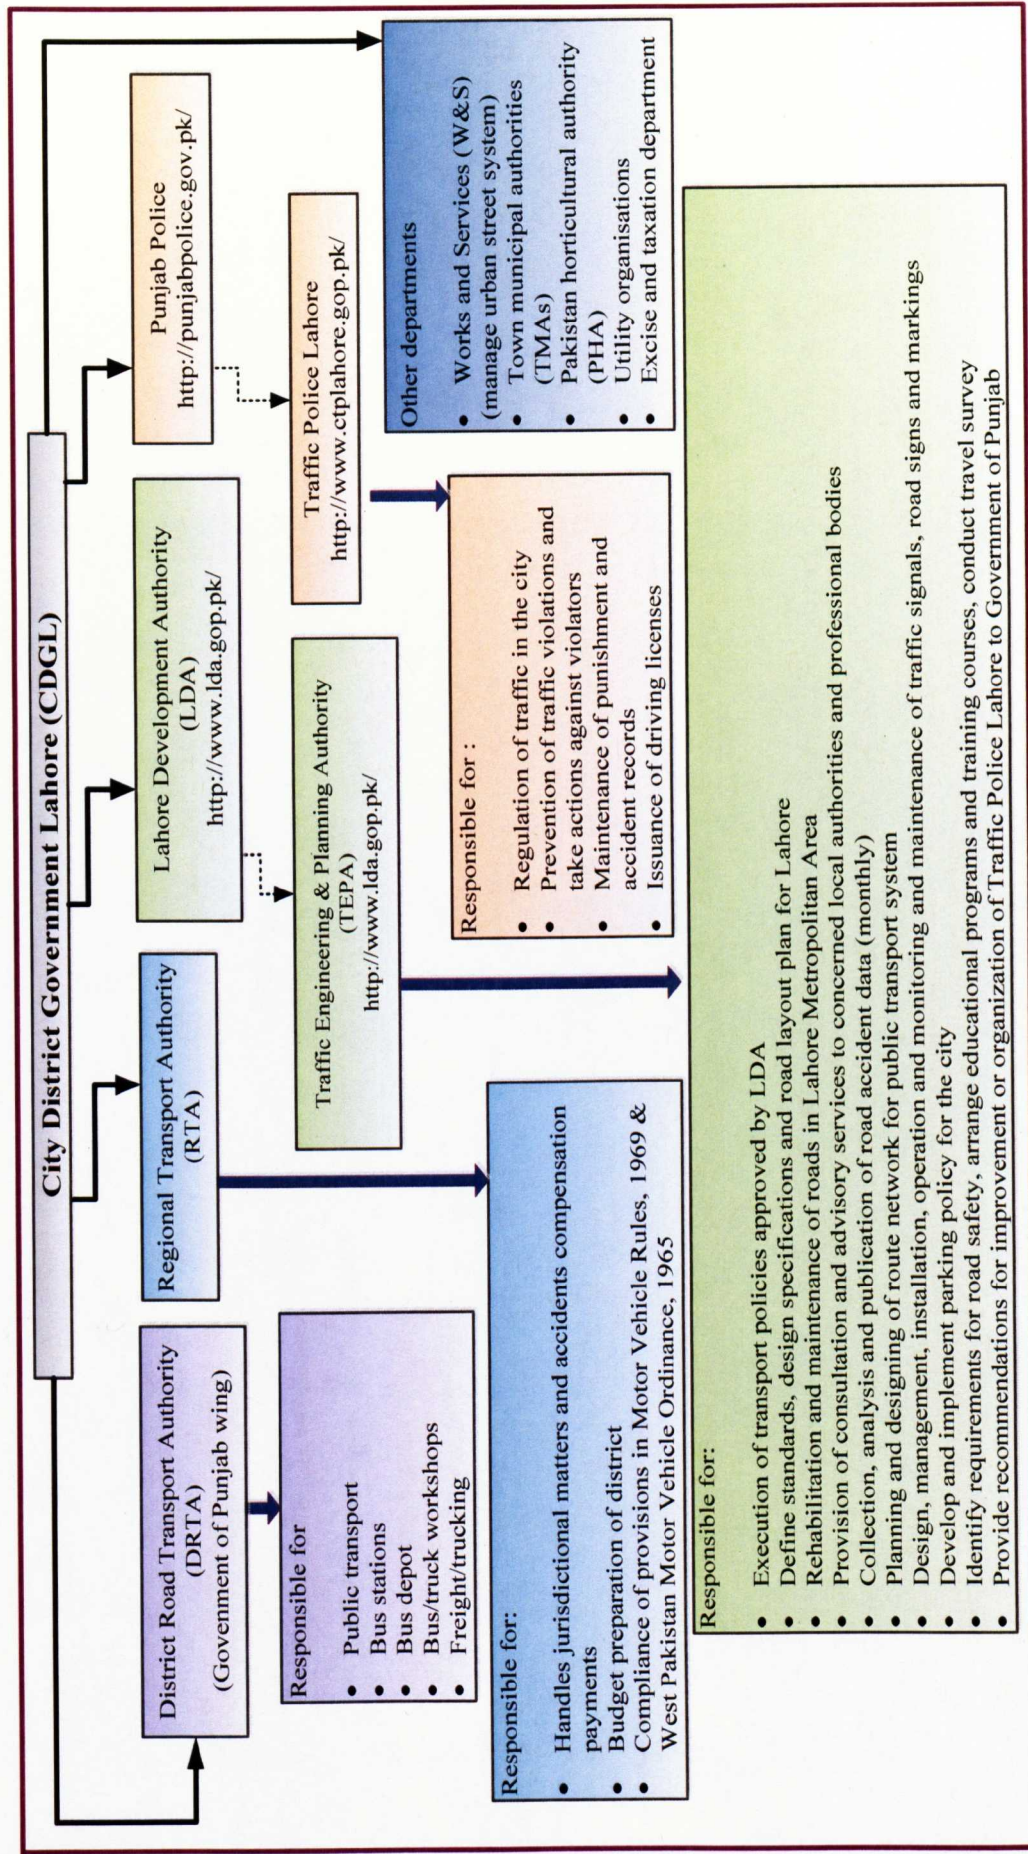 City District Government Lahore (CDGL)
District Road Transport Authority
(DRTA)
(Government of Punjab wing)
Responsible for
• Public transport
• Bus stations
• Bus depot
• Bus/truck workshops
• Freight/trucking
Regional Transport Authority
(RTA)
Responsible for:
• Handles jurisdictional matters and accidents compensation
payments
• Budget preparation of district
• Compliance of provisions in Motor Vehicle Rules, 1969 &
West Pakistan Motor Vehicle Ordinance, 1965
Lahore Development Authority
(LDA)
http://www.lda.gop.pk/
Traffic Engineering & Planning Authority
(TEPA)
http://www.lda.gop.pk/
Responsible for:
• Execution of transport policies approved by LDA
• Define standards, design specifications and road layout plan for Lahore
• Rehabilitation and maintenance of roads in Lahore Metropolitan Area
• Provision of consultation and advisory services to concerned local authorities and professional bodies
• Collection, analysis and publication of road accident data (monthly)
• Planning and designing of route network for public transport system
• Design, management, installation, operation and monitoring and maintenance of traffic signals, road signs and markings
• Develop and implement parking policy for the city
• Identify requirements for road safety, arrange educational programs and training courses, conduct travel survey
• Provide recommendations for improvement or organization of Traffic Police Lahore to Government of Punjab
Punjab Police
http://punjabpolice.gov.pk/
Traffic Police Lahore
http://www.ctplahore.gop.pk/
Responsible for :
• Regulation of traffic in the city
• Prevention of traffic violations and
take actions against violators
• Maintenance of punishment and
accident records
• Issuance of driving licenses
Other departments
• Works and Services (W&S)
(manage urban street system)
• Town municipal authorities
(TMAs)
• Pakistan horticultural authority
(PHA)
• Utility organisations
• Excise and taxation department